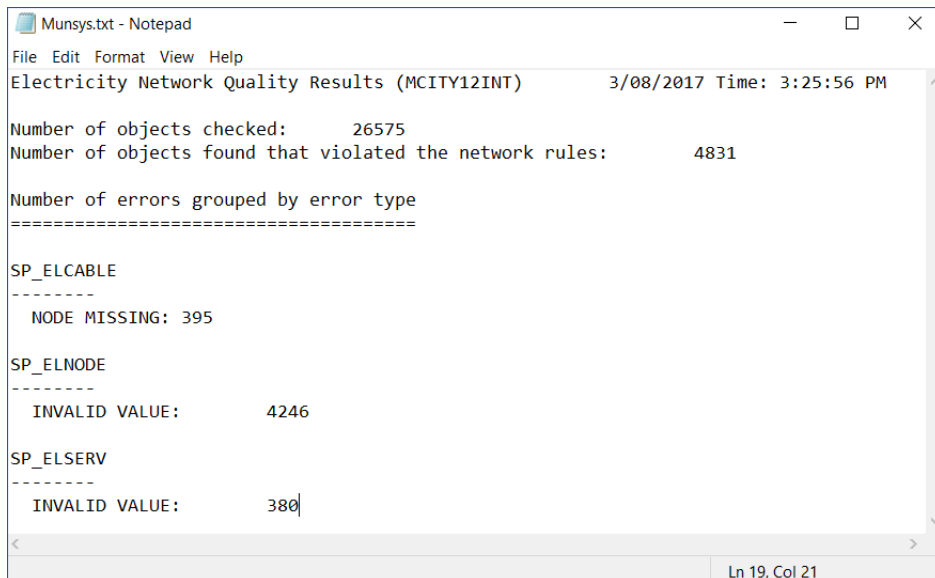 Munsys.txt - Notepad
File Edit Format View Help
Electricity Network Quality Results (MCITY12INT) 3/08/2017 Time: 3:25:56 PM
Number of objects checked: 26575
Number of objects found that violated the network rules: 4831
Number of errors grouped by error type
======================================
SP_ELCABLE
--------
NODE MISSING: 395
SP_ELNODE
--------
INVALID VALUE: 4246
SP_ELSERV
--------
INVALID VALUE: 380
Ln 19, Col 21